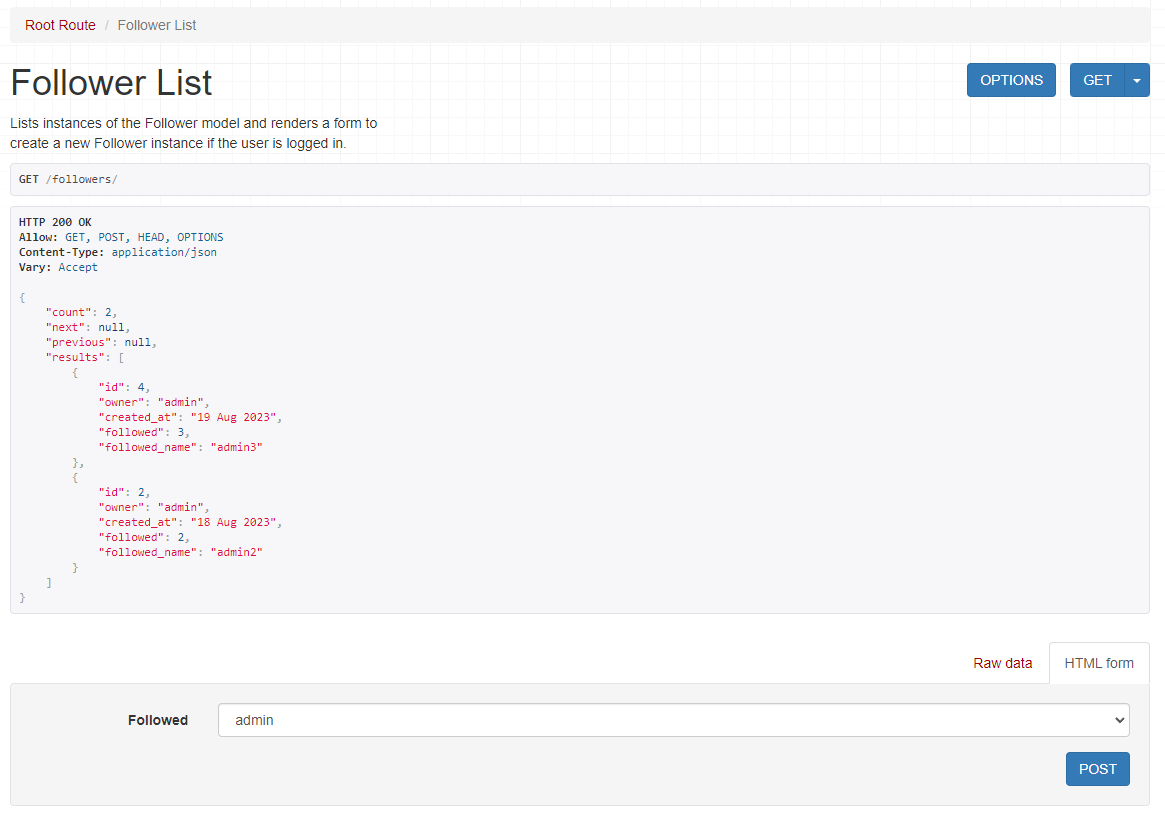 Root Route / Follower List
Follower List
OPTIONS
GET
Lists instances of the Follower model and renders a form to
create a new Follower instance if the user is logged in.
GET /followers/
HTTP 200 OK
Allow: GET, POST, HEAD, OPTIONS
Content-Type: application/json
Vary: Accept
{
    "count": 2,
    "next": null,
    "previous": null,
    "results": [
        {
            "id": 4,
            "owner": "admin",
            "created_at": "19 Aug 2023",
            "followed": 3,
            "followed_name": "admin3"
        },
        {
            "id": 2,
            "owner": "admin",
            "created_at": "18 Aug 2023",
            "followed": 2,
            "followed_name": "admin2"
        }
    ]
}
Raw data
HTML form
Followed
admin
POST